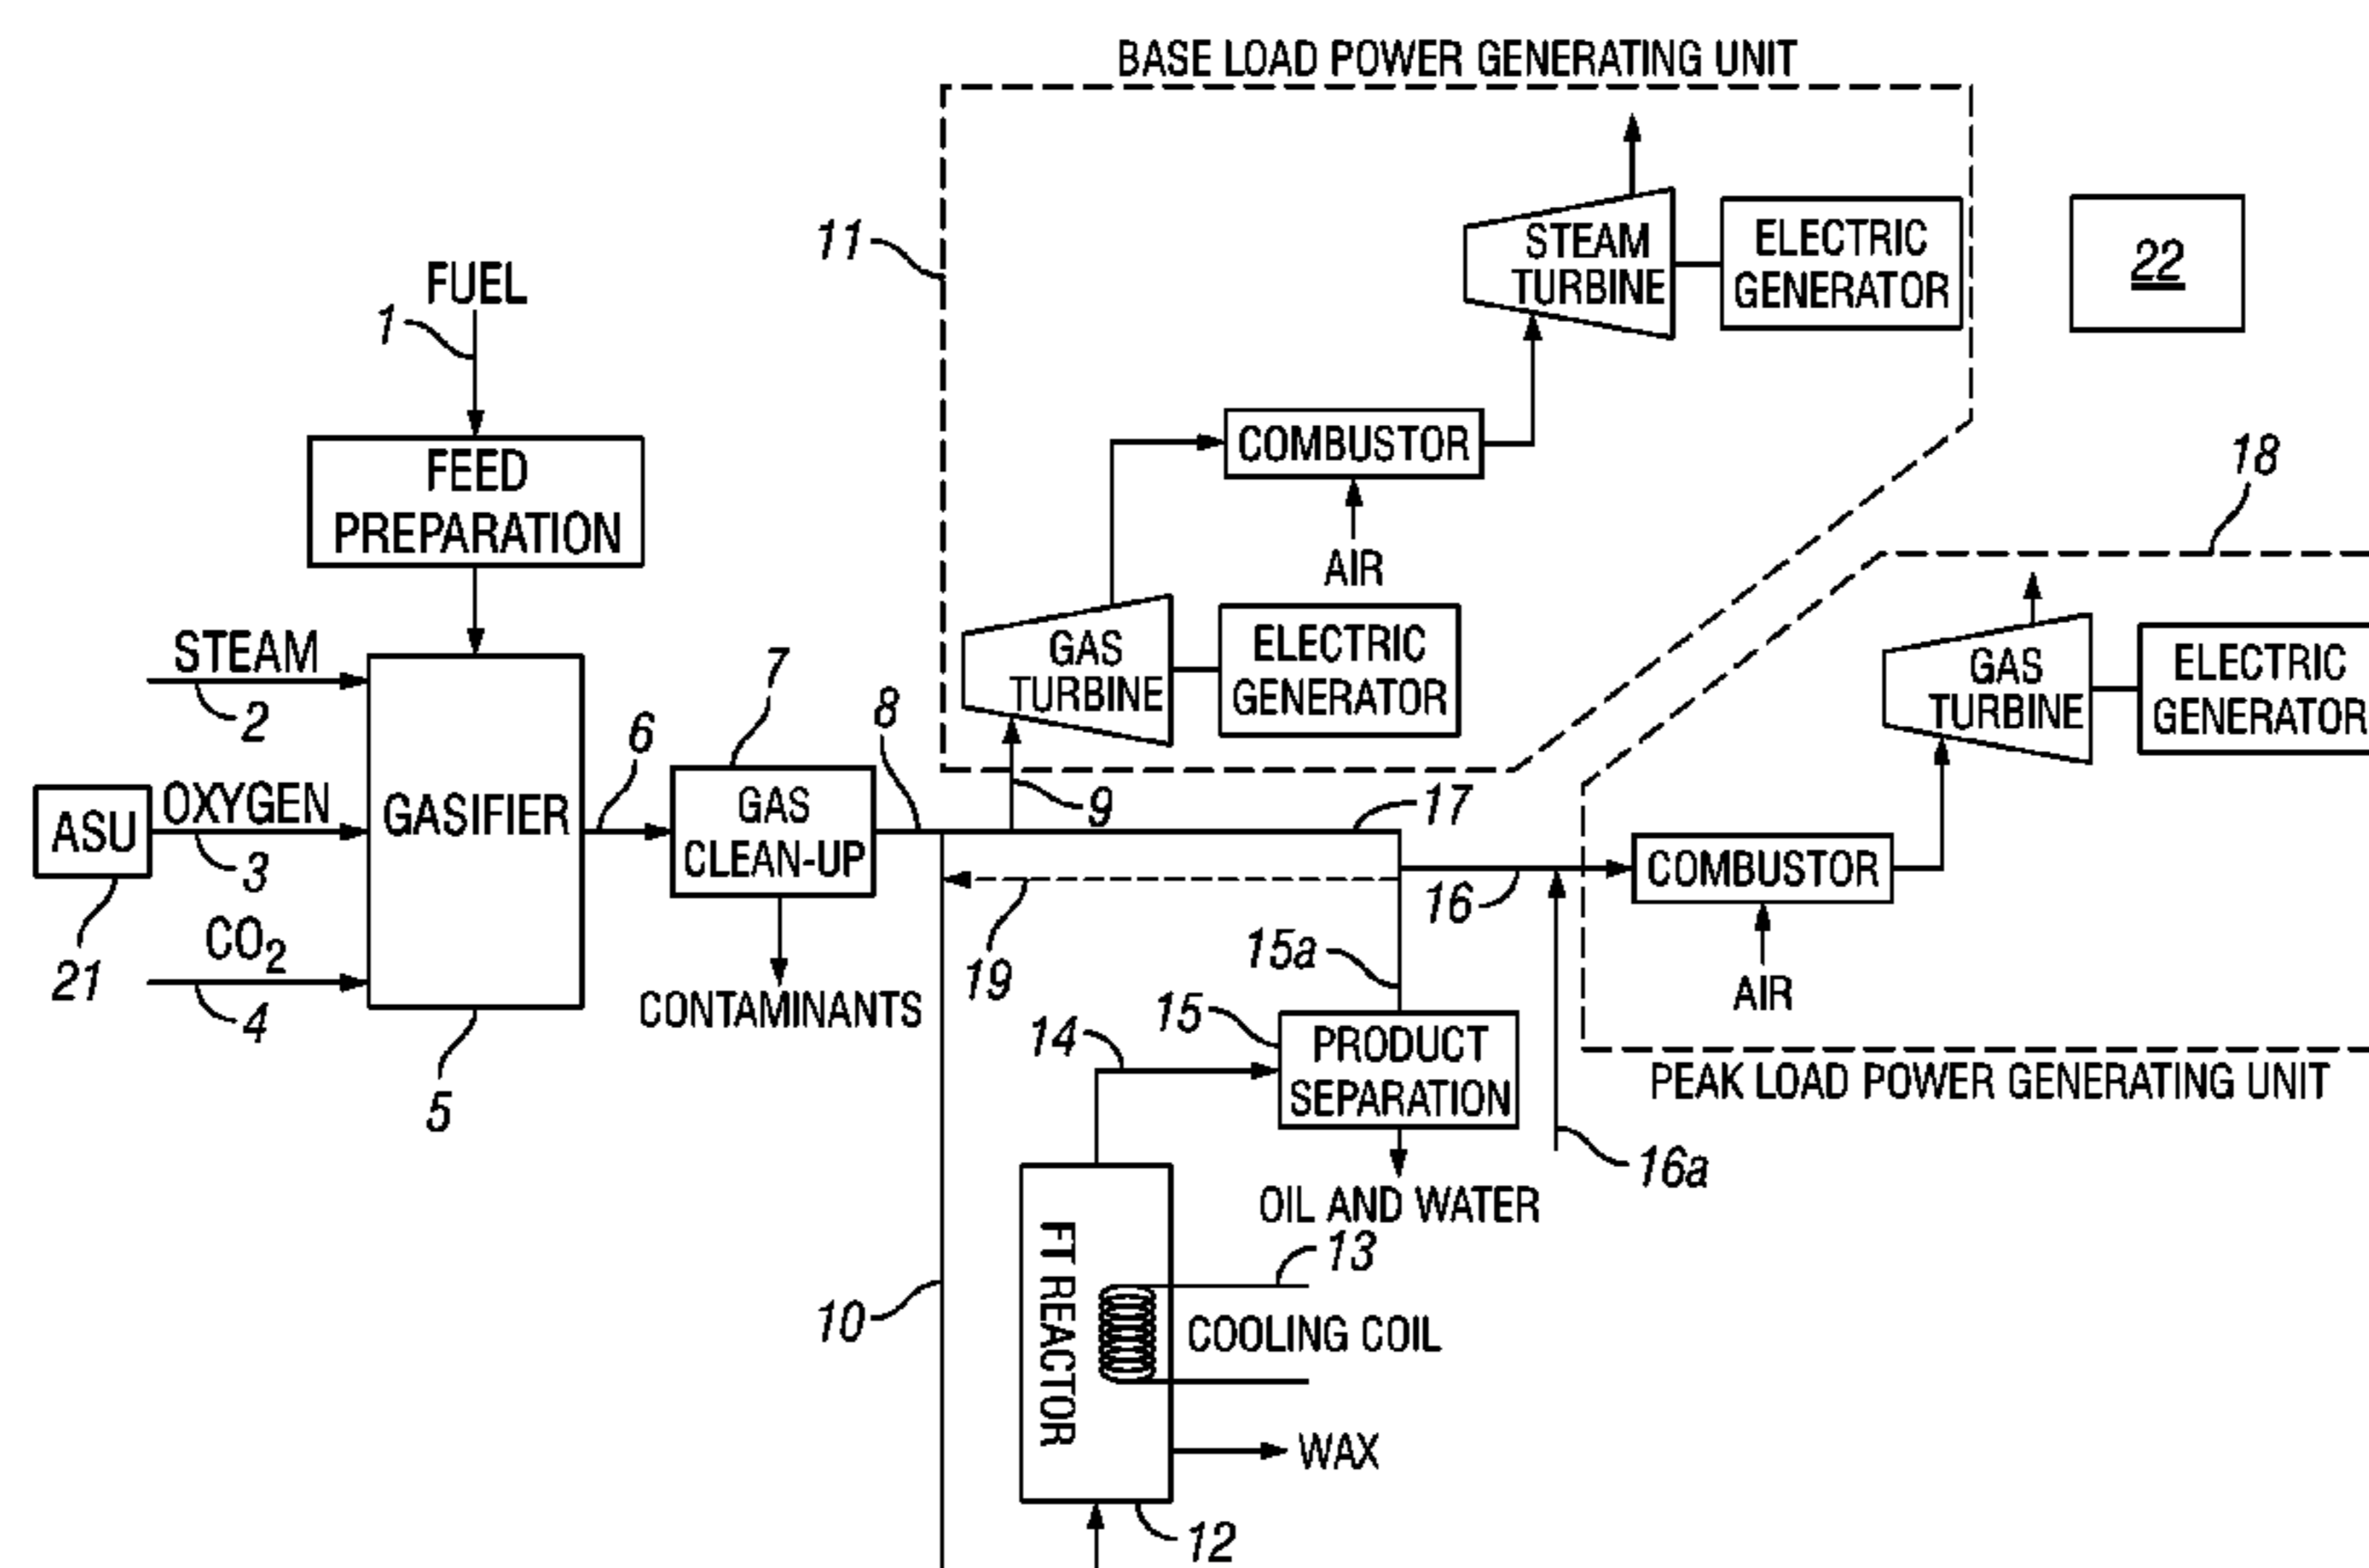 BASE LOAD POWER GENERATING UNIT
11
STEAM
TURBINE
ELECTRIC
GENERATOR
22
FUEL
1
FEED
PREPARATION
COMBUSTOR
AIR
18
GAS
TURBINE
ELECTRIC
GENERATOR
GAS
TURBINE
ELECTRIC
GENERATOR
STEAM
2
7
8
6
ASU
OXYGEN
3
GASIFIER
GAS
CLEAN-UP
9
17
COMBUSTOR
16
AIR
21
CO2
4
5
CONTAMINANTS
19
15a
15
14
PRODUCT
SEPARATION
PEAK LOAD POWER GENERATING UNIT
16a
OIL AND WATER
13
10
FT REACTOR
COOLING COIL
WAX
12